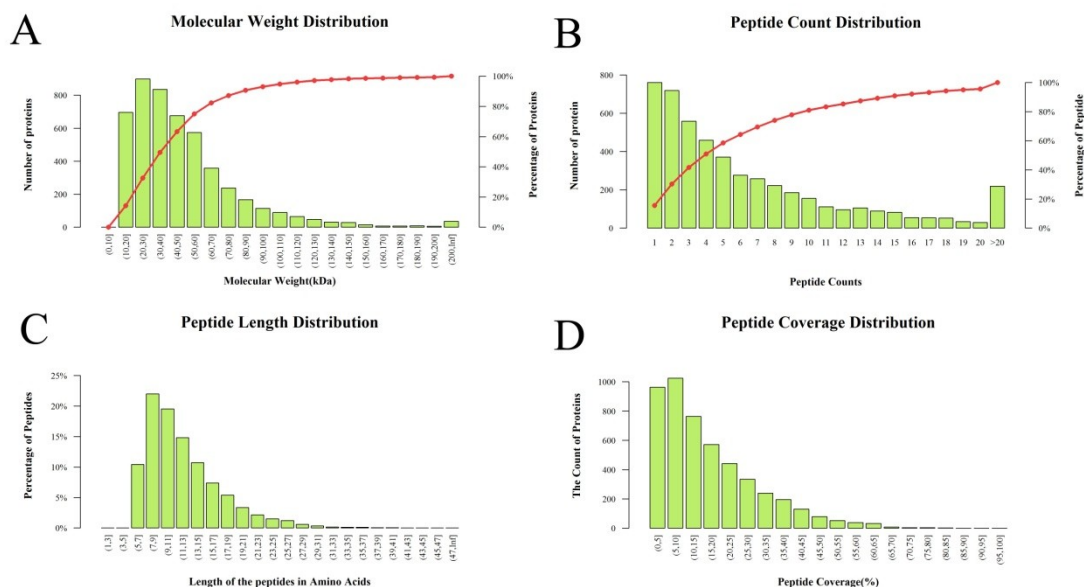 A
Molecular Weight Distribution
Number of proteins
800
600
400
200
0
100%
80%
60%
40%
20%
0%
Percentage of Proteins
(0,10] (10,20] (20,30] (30,40] (40,50] (50,60] (60,70] (70,80] (80,90] (90,100] (100,110] (110,120] (120,130] (130,140] (140,150] (150,160] (160,170] (170,180] (180,190] (190,200] (200,Inf]
Molecular Weight(kDa)
B
Peptide Count Distribution
Number of protein
800
600
400
200
0
100%
80%
60%
40%
20%
0%
Percentage of Peptide
1 2 3 4 5 6 7 8 9 10 11 12 13 14 15 16 17 18 19 20 >20
Peptide Counts
C
Peptide Length Distribution
Percentage of Peptides
25%
20%
15%
10%
5%
0%
(1,3] (3,5] (5,7] (7,9] (9,11] (11,13] (13,15] (15,17] (17,19] (19,21] (21,23] (23,25] (25,27] (27,29] (29,31] (31,33] (33,35] (35,37] (37,39] (39,41] (41,43] (43,45] (45,47] (47,Inf]
Length of the peptides in Amino Acids
D
Peptide Coverage Distribution
The Count of Proteins
1000
800
600
400
200
0
(0,5] (5,10] (10,15] (15,20] (20,25] (25,30] (30,35] (35,40] (40,45] (45,50] (50,55] (55,60] (60,65] (65,70] (70,75] (75,80] (80,85] (85,90] (90,95] (95,100]
Peptide Coverage(%)